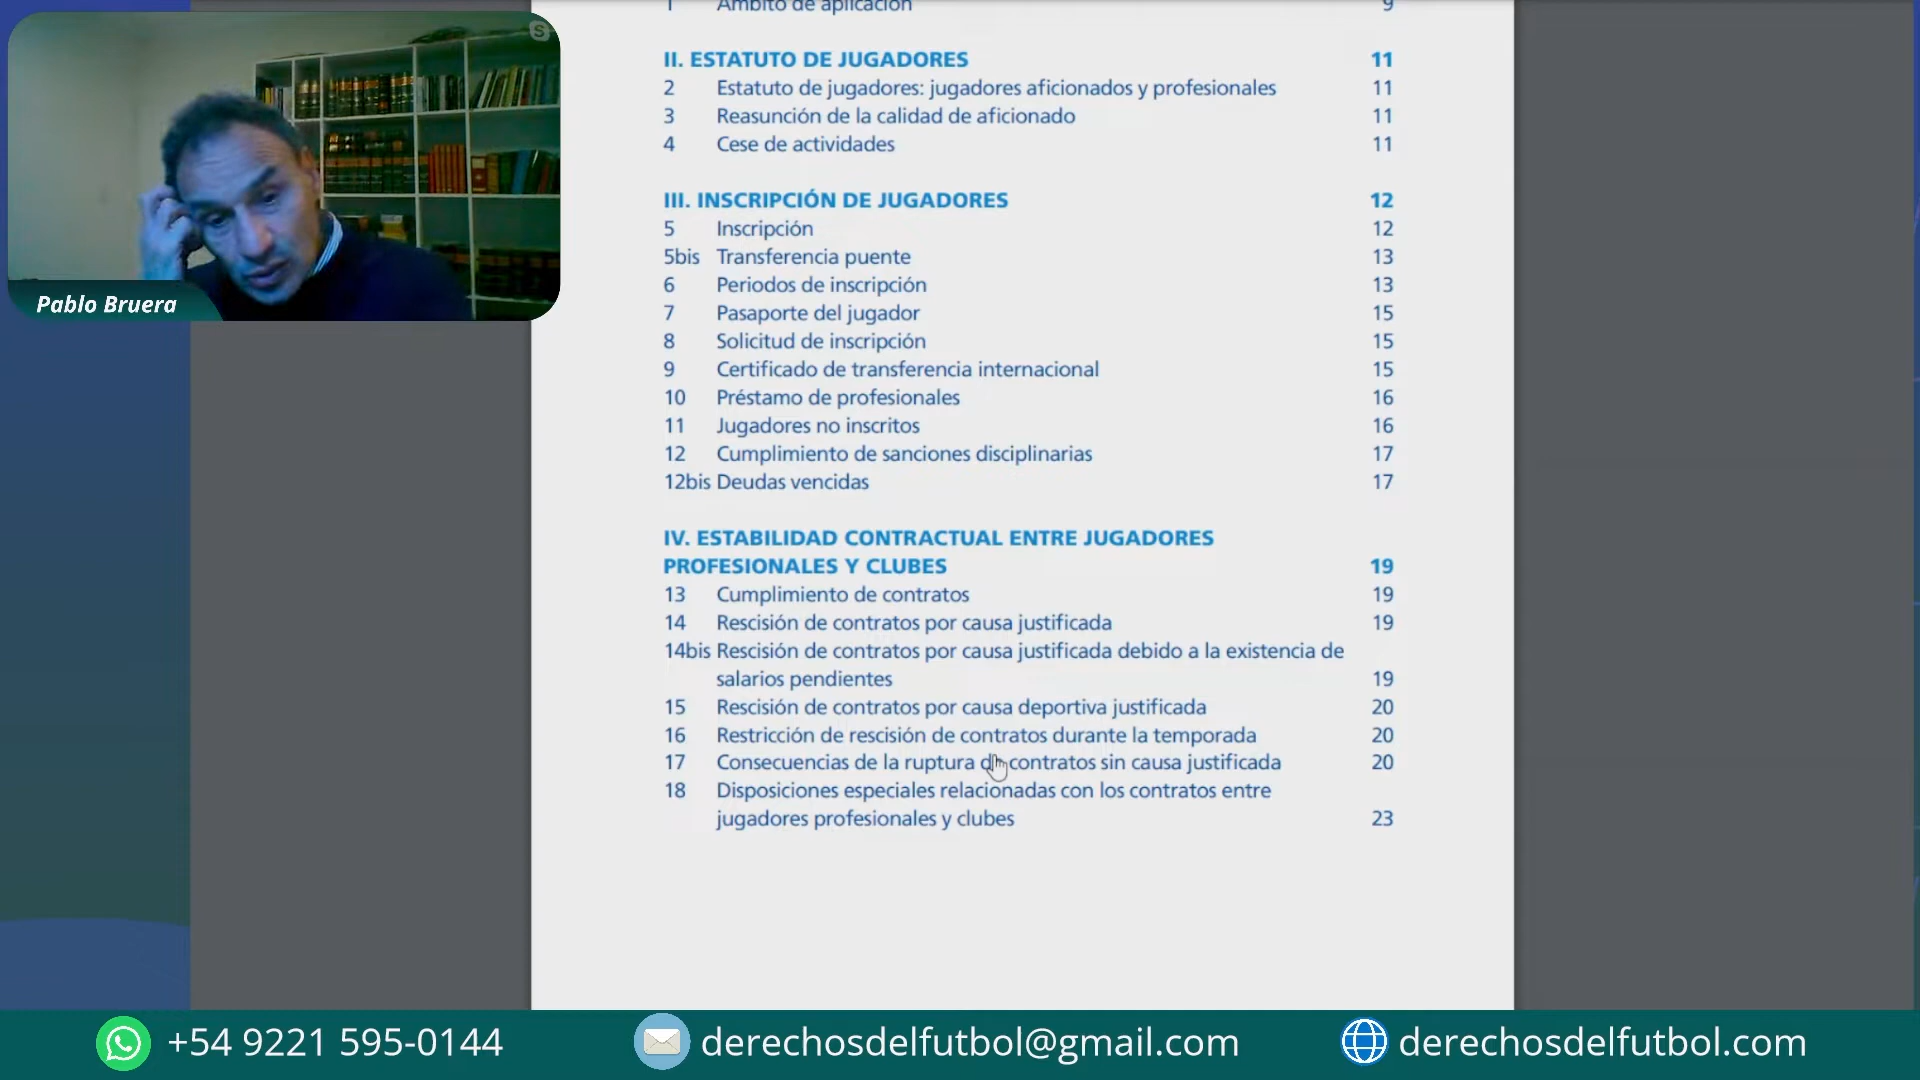 1 Ámbito de aplicación 9
II. ESTATUTO DE JUGADORES 11
2 Estatuto de jugadores: jugadores aficionados y profesionales 11
3 Reasunción de la calidad de aficionado 11
4 Cese de actividades 11
III. INSCRIPCIÓN DE JUGADORES 12
5 Inscripción 12
5bis Transferencia puente 13
6 Periodos de inscripción 13
7 Pasaporte del jugador 15
8 Solicitud de inscripción 15
9 Certificado de transferencia internacional 15
10 Préstamo de profesionales 16
11 Jugadores no inscritos 16
12 Cumplimiento de sanciones disciplinarias 17
12bis Deudas vencidas 17
IV. ESTABILIDAD CONTRACTUAL ENTRE JUGADORES
PROFESIONALES Y CLUBES 19
13 Cumplimiento de contratos 19
14 Rescisión de contratos por causa justificada 19
14bis Rescisión de contratos por causa justificada debido a la existencia de
salarios pendientes 19
15 Rescisión de contratos por causa deportiva justificada 20
16 Restricción de rescisión de contratos durante la temporada 20
17 Consecuencias de la ruptura de contratos sin causa justificada 20
18 Disposiciones especiales relacionadas con los contratos entre
jugadores profesionales y clubes 23
Pablo Bruera
+54 9221 595-0144
derechosdelfutbol@gmail.com
derechosdelfutbol.com